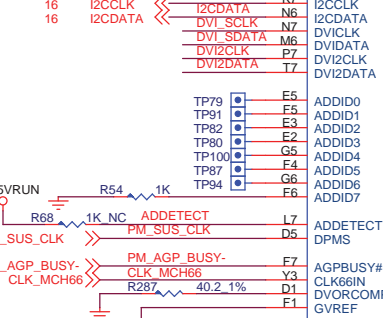 16 I2CCLK K7 I2CCLK
16 I2CDATA I2CDATA N6 I2CDATA
DVI_SCLK N7 DVICLK
DVI_SDATA M6 DVIDATA
DVI2CLK P7 DVI2CLK
DVI2DATA T7 DVI2DATA
TP79 E5 ADDID0
TP91 F5 ADDID1
TP82 E3 ADDID2
TP80 E2 ADDID3
TP100 G5 ADDID4
TP87 F4 ADDID5
TP94 G6 ADDID6
5VRUN R54 1K F6 ADDID7
R68 1K_NC ADDETECT L7 ADDETECT
_SUS_CLK PM_SUS_CLK D5 DPMS
_AGP_BUSY- PM_AGP_BUSY- F7 AGPBUSY#
CLK_MCH66 CLK_MCH66 Y3 CLK66IN
R287 40.2_1% D1 DVORCOMP
F1 GVREF